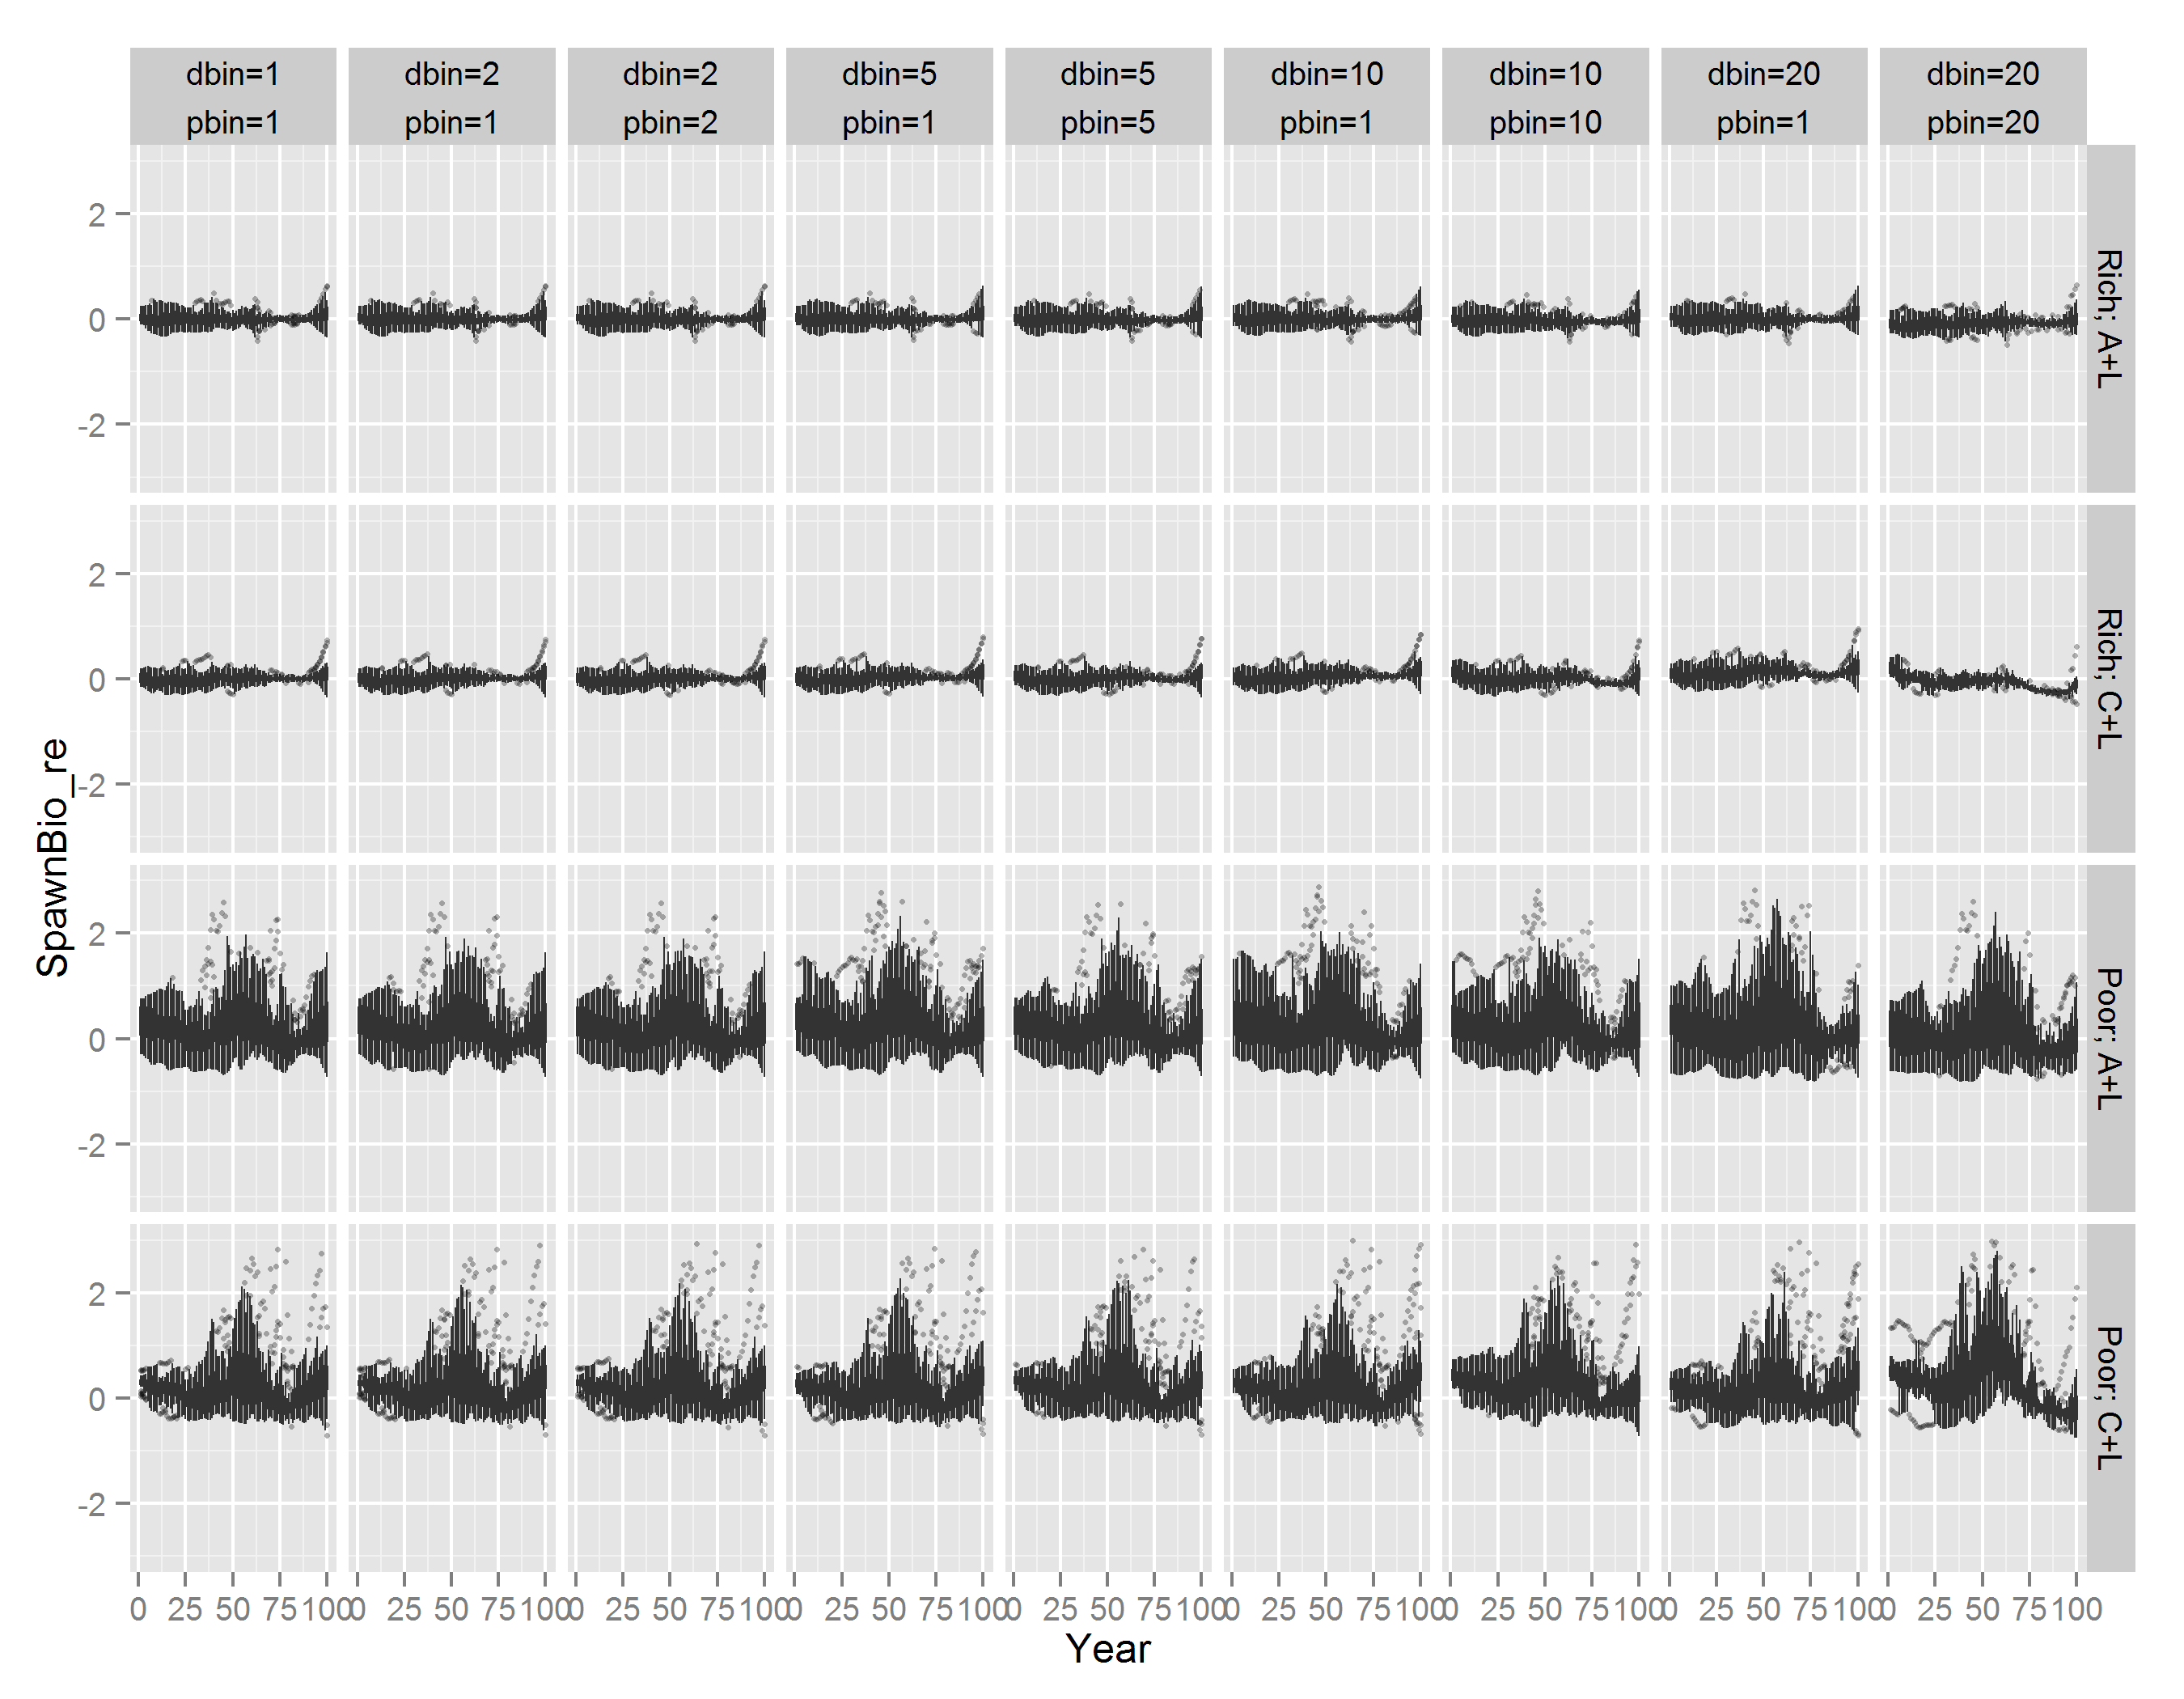 dbin=1 dbin=2 dbin=2 dbin=5 dbin=5 dbin=10 dbin=10 dbin=20 dbin=20
pbin=1 pbin=1 pbin=2 pbin=1 pbin=5 pbin=1 pbin=10 pbin=1 pbin=20
2
0
-2
Rich; A+L
2
0
-2
Rich; C+L
2
0
-2
Poor; A+L
2
0
-2
Poor; C+L
SpawnBio_re
0 25 50 75 100 0 25 50 75 100 0 25 50 75 100 0 25 50 75 100 0 25 50 75 100 0 25 50 75 100 0 25 50 75 100 0 25 50 75 100 0 25 50 75 100
Year